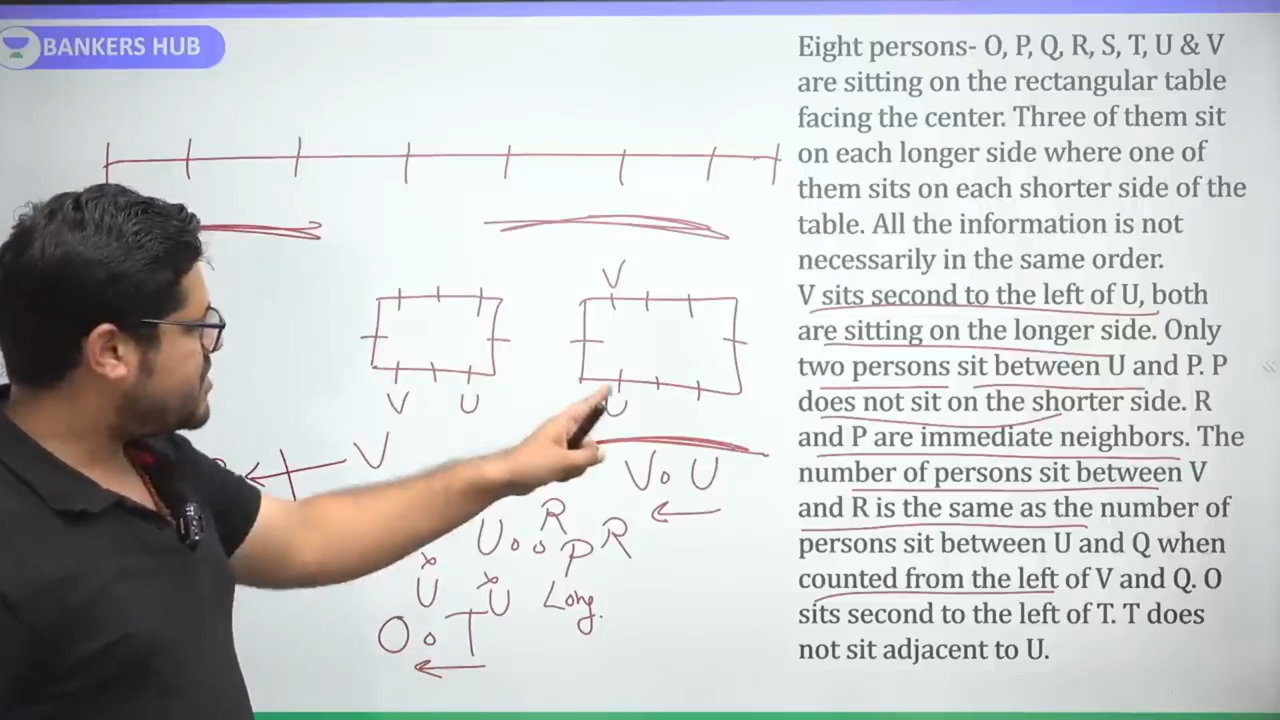 BANKERS HUB
Eight persons- O, P, Q, R, S, T, U & V
are sitting on the rectangular table
facing the center. Three of them sit
on each longer side where one of
them sits on each shorter side of the
table. All the information is not
necessarily in the same order.
V sits second to the left of U, both
are sitting on the longer side. Only
two persons sit between U and P. P
does not sit on the shorter side. R
and P are immediate neighbors. The
number of persons sit between V
and R is the same as the number of
persons sit between U and Q when
counted from the left of V and Q. O
sits second to the left of T. T does
not sit adjacent to U.
V
V U
U
V
V o U
R
U o o P R
x x
U U Long.
O o T